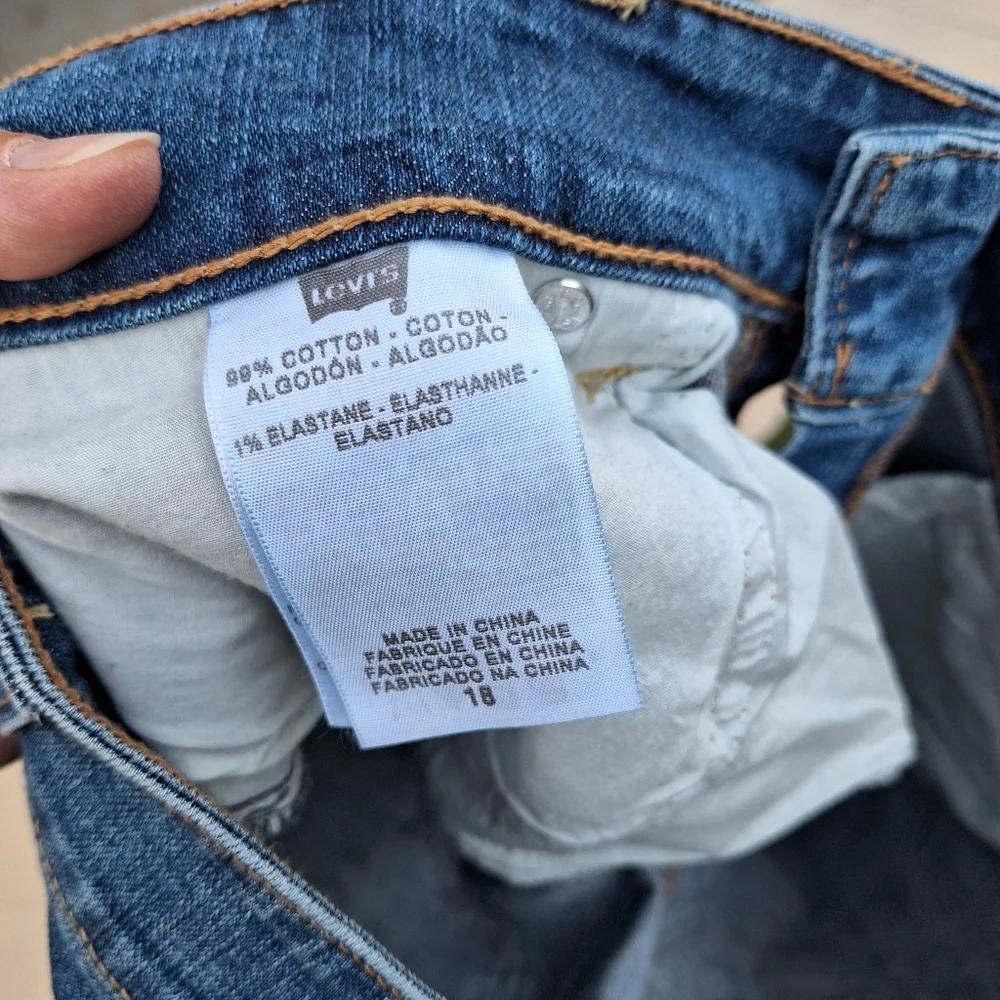 Levi's
99% COTTON - COTON -
ALGODÓN - ALGODÃO
1% ELASTANE - ÉLASTHANNE -
ELASTANO
MADE IN CHINA
FABRIQUE EN CHINE
FABRICADO EN CHINA
FABRICADO NA CHINA
18